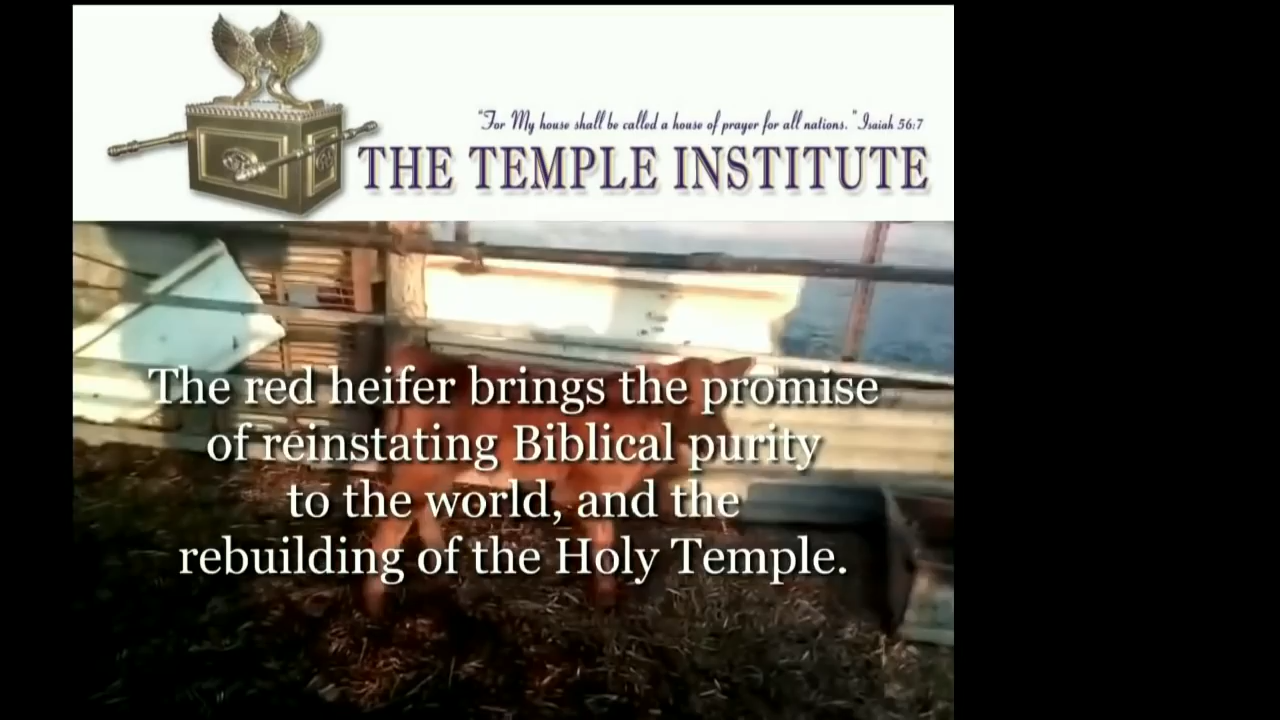 "For My house shall be called a house of prayer for all nations." Isaiah 56:7
THE TEMPLE INSTITUTE
The red heifer brings the promise
of reinstating Biblical purity
to the world, and the
rebuilding of the Holy Temple.